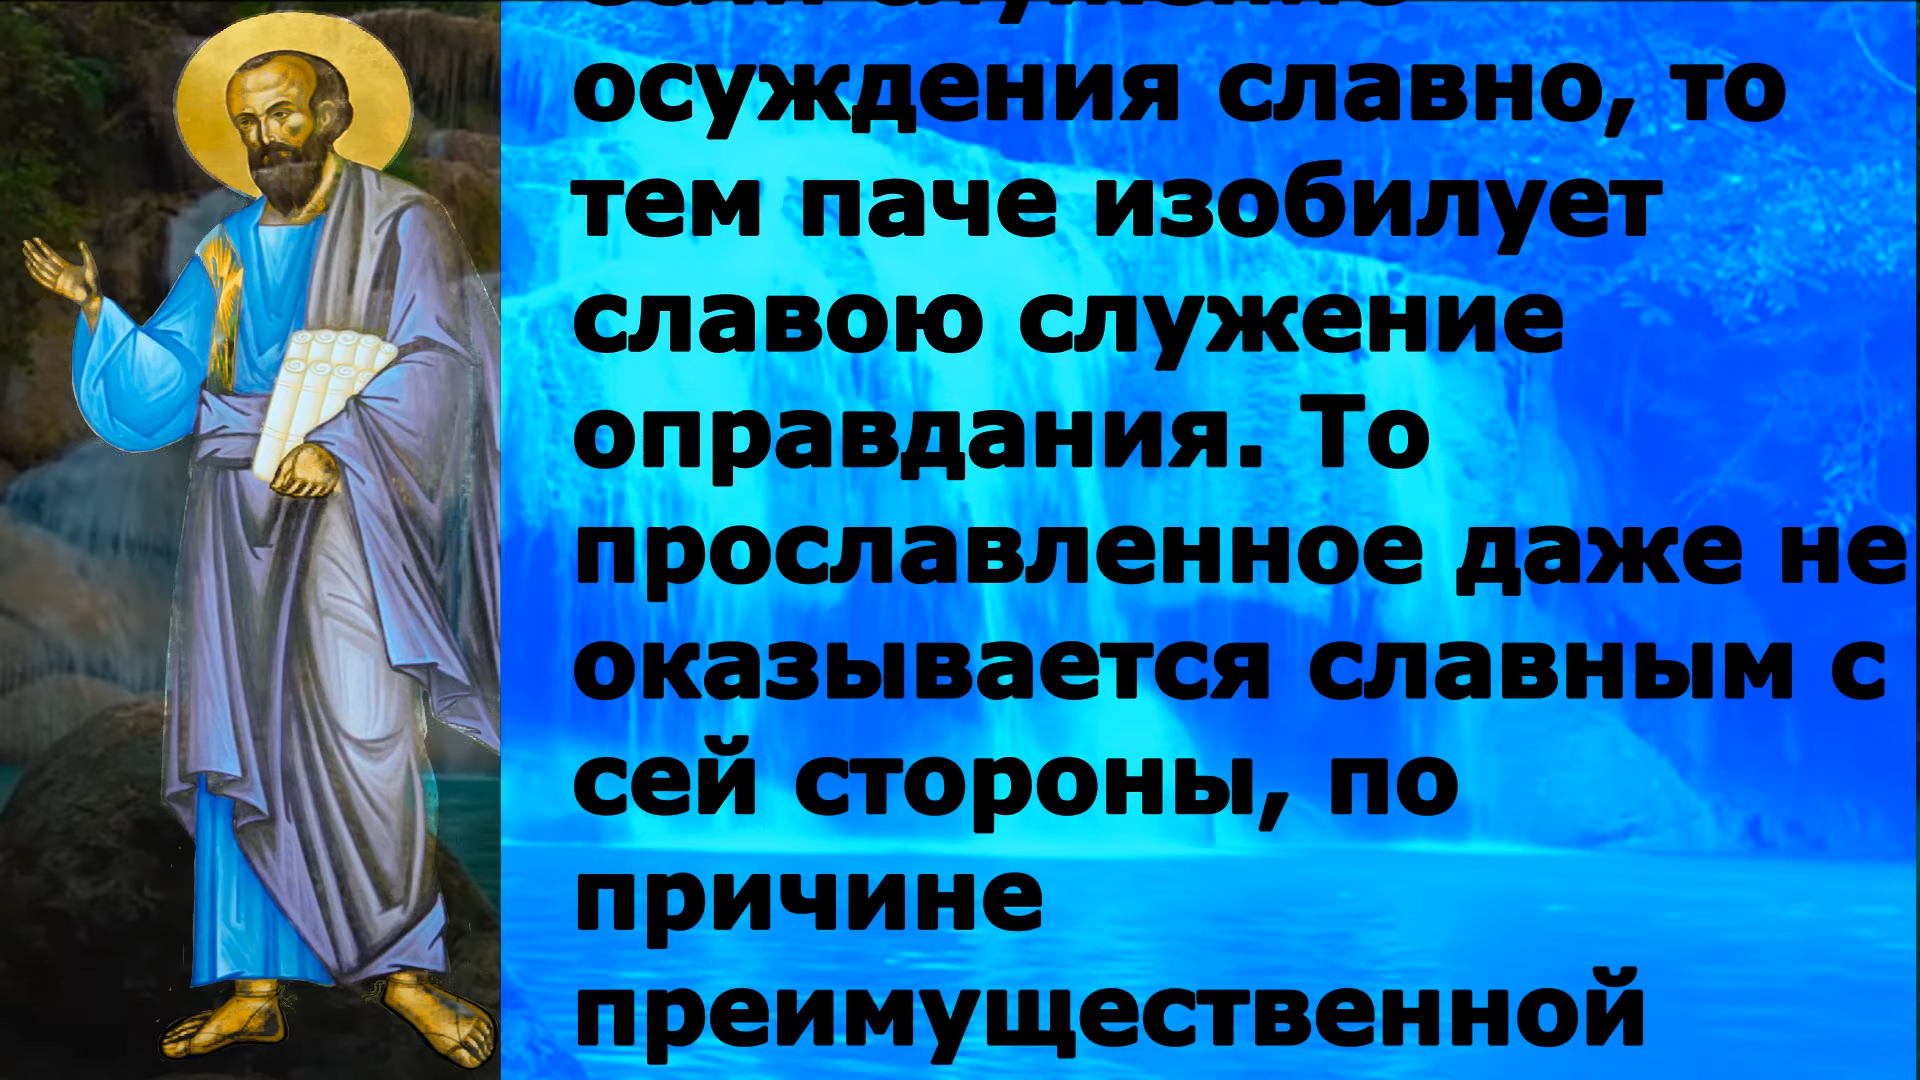 осуждения славно, то
тем паче изобилует
славою служение
оправдания. То
прославленное даже не
оказывается славным с
сей стороны, по
причине
преимущественной